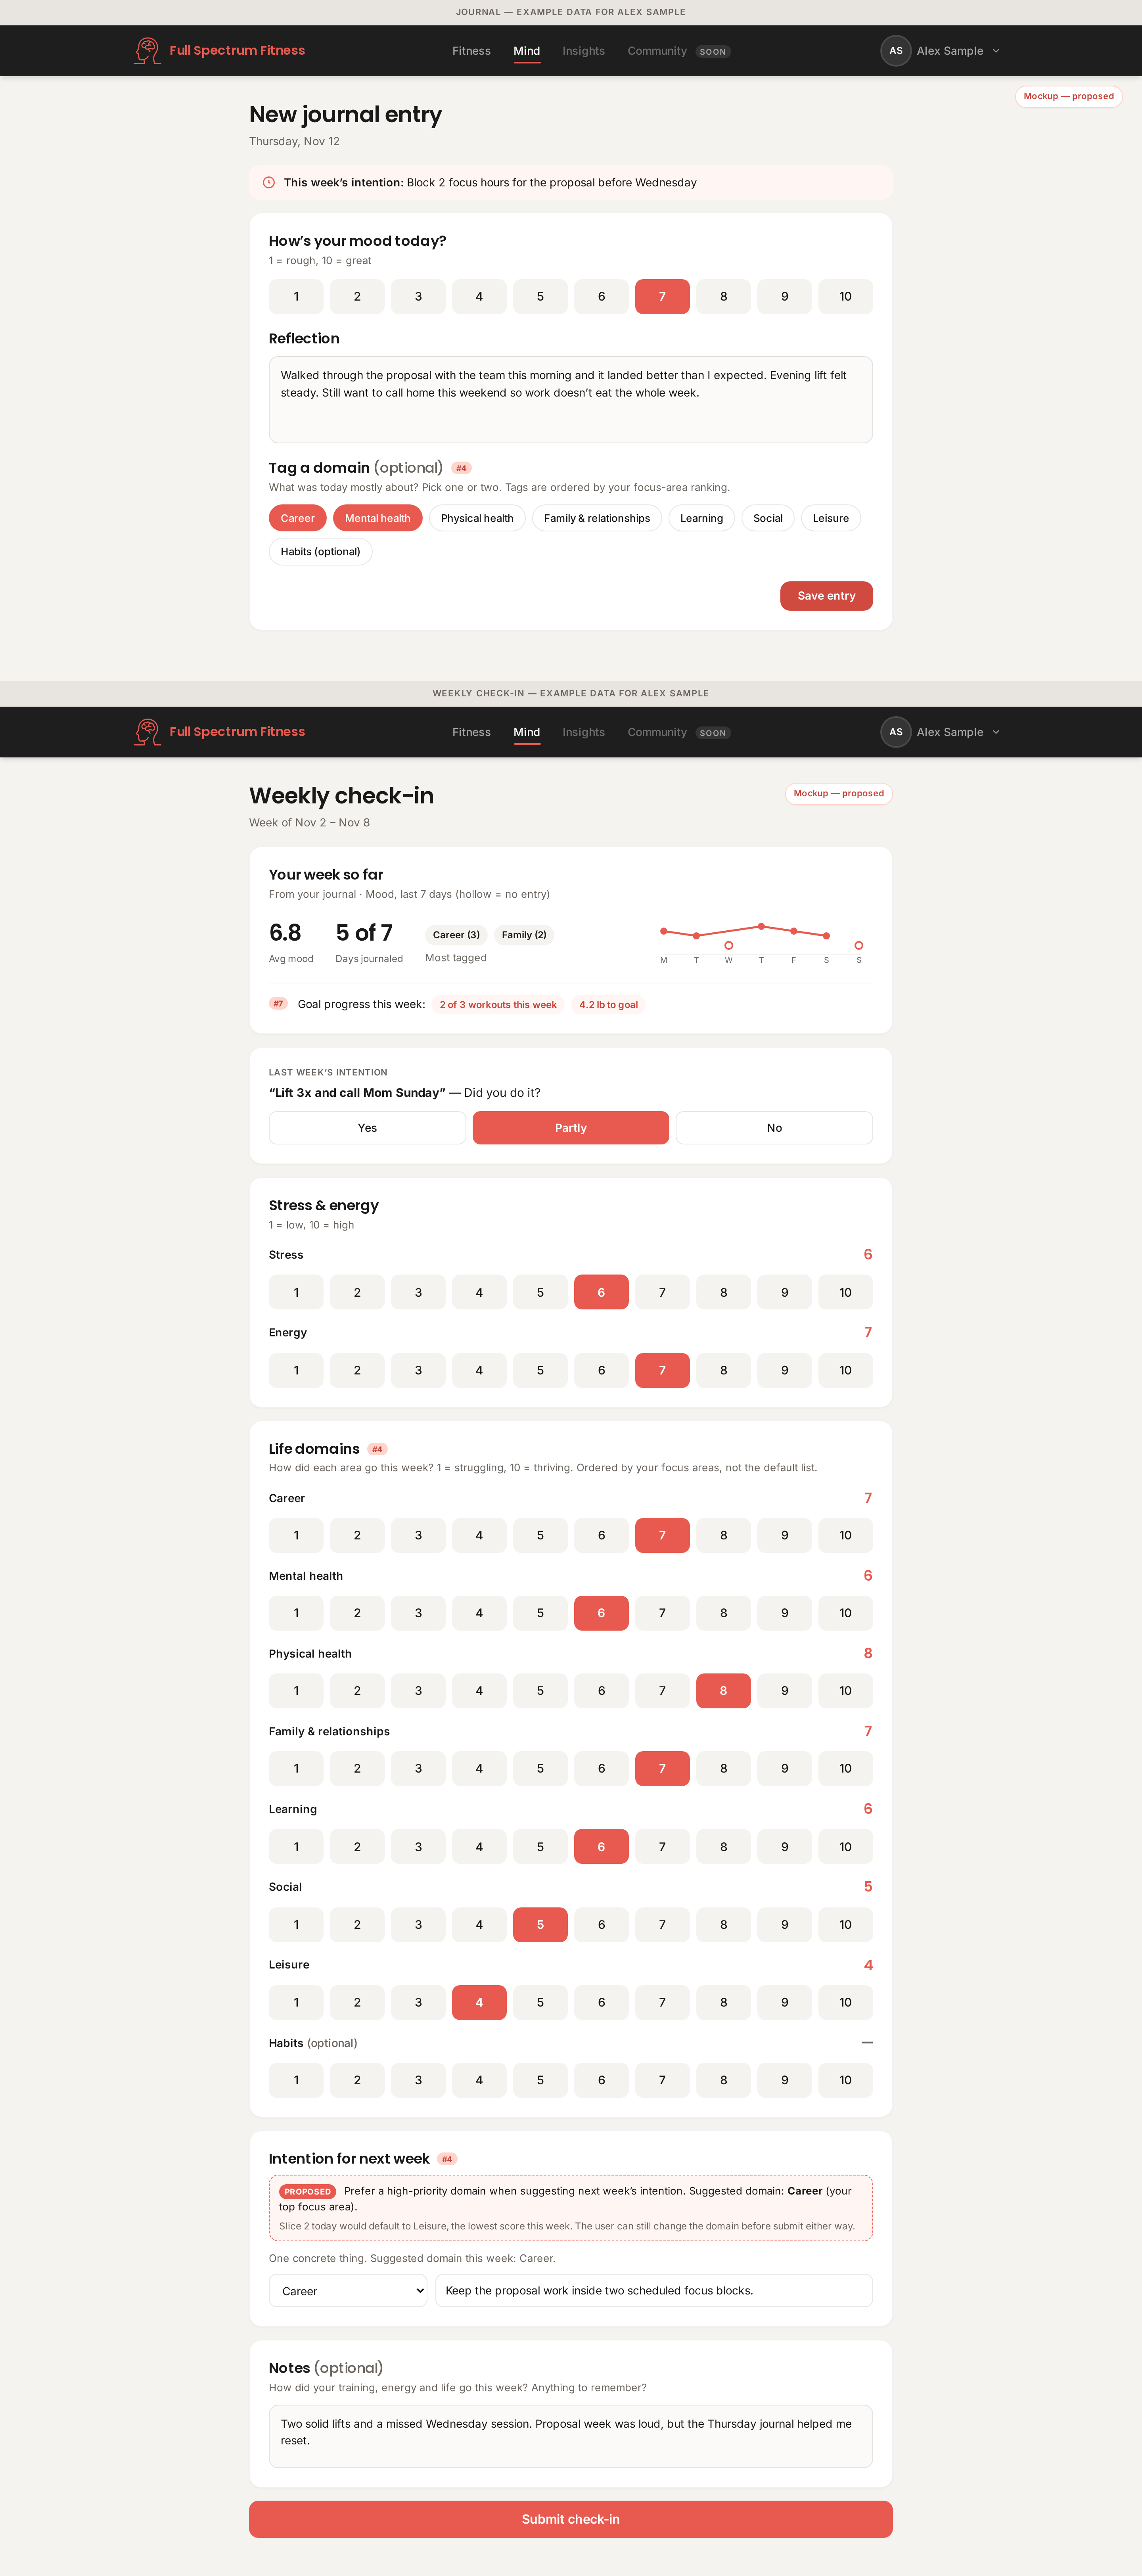 JOURNAL — EXAMPLE DATA FOR ALEX SAMPLE
Full Spectrum Fitness
Fitness
Mind
Insights
Community SOON
AS Alex Sample
Mockup — proposed
New journal entry
Thursday, Nov 12
This week’s intention: Block 2 focus hours for the proposal before Wednesday
How’s your mood today?
1 = rough, 10 = great
1 2 3 4 5 6 7 8 9 10
Reflection
Walked through the proposal with the team this morning and it landed better than I expected. Evening lift felt
steady. Still want to call home this weekend so work doesn’t eat the whole week.
Tag a domain (optional) #4
What was today mostly about? Pick one or two. Tags are ordered by your focus-area ranking.
Career Mental health Physical health Family & relationships Learning Social Leisure
Habits (optional)
Save entry
WEEKLY CHECK-IN — EXAMPLE DATA FOR ALEX SAMPLE
Full Spectrum Fitness
Fitness
Mind
Insights
Community SOON
AS Alex Sample
Weekly check-in
Mockup — proposed
Week of Nov 2 – Nov 8
Your week so far
From your journal · Mood, last 7 days (hollow = no entry)
6.8 5 of 7 Career (3) Family (2)
Avg mood Days journaled Most tagged
M T W T F S S
#7 Goal progress this week: 2 of 3 workouts this week 4.2 lb to goal
LAST WEEK’S INTENTION
“Lift 3x and call Mom Sunday” — Did you do it?
Yes Partly No
Stress & energy
1 = low, 10 = high
Stress 6
1 2 3 4 5 6 7 8 9 10
Energy 7
1 2 3 4 5 6 7 8 9 10
Life domains #4
How did each area go this week? 1 = struggling, 10 = thriving. Ordered by your focus areas, not the default list.
Career 7
1 2 3 4 5 6 7 8 9 10
Mental health 6
1 2 3 4 5 6 7 8 9 10
Physical health 8
1 2 3 4 5 6 7 8 9 10
Family & relationships 7
1 2 3 4 5 6 7 8 9 10
Learning 6
1 2 3 4 5 6 7 8 9 10
Social 5
1 2 3 4 5 6 7 8 9 10
Leisure 4
1 2 3 4 5 6 7 8 9 10
Habits (optional) —
1 2 3 4 5 6 7 8 9 10
Intention for next week #4
PROPOSED Prefer a high-priority domain when suggesting next week’s intention. Suggested domain: Career (your
top focus area).
Slice 2 today would default to Leisure, the lowest score this week. The user can still change the domain before submit either way.
One concrete thing. Suggested domain this week: Career.
Career Keep the proposal work inside two scheduled focus blocks.
Notes (optional)
How did your training, energy and life go this week? Anything to remember?
Two solid lifts and a missed Wednesday session. Proposal week was loud, but the Thursday journal helped me
reset.
Submit check-in